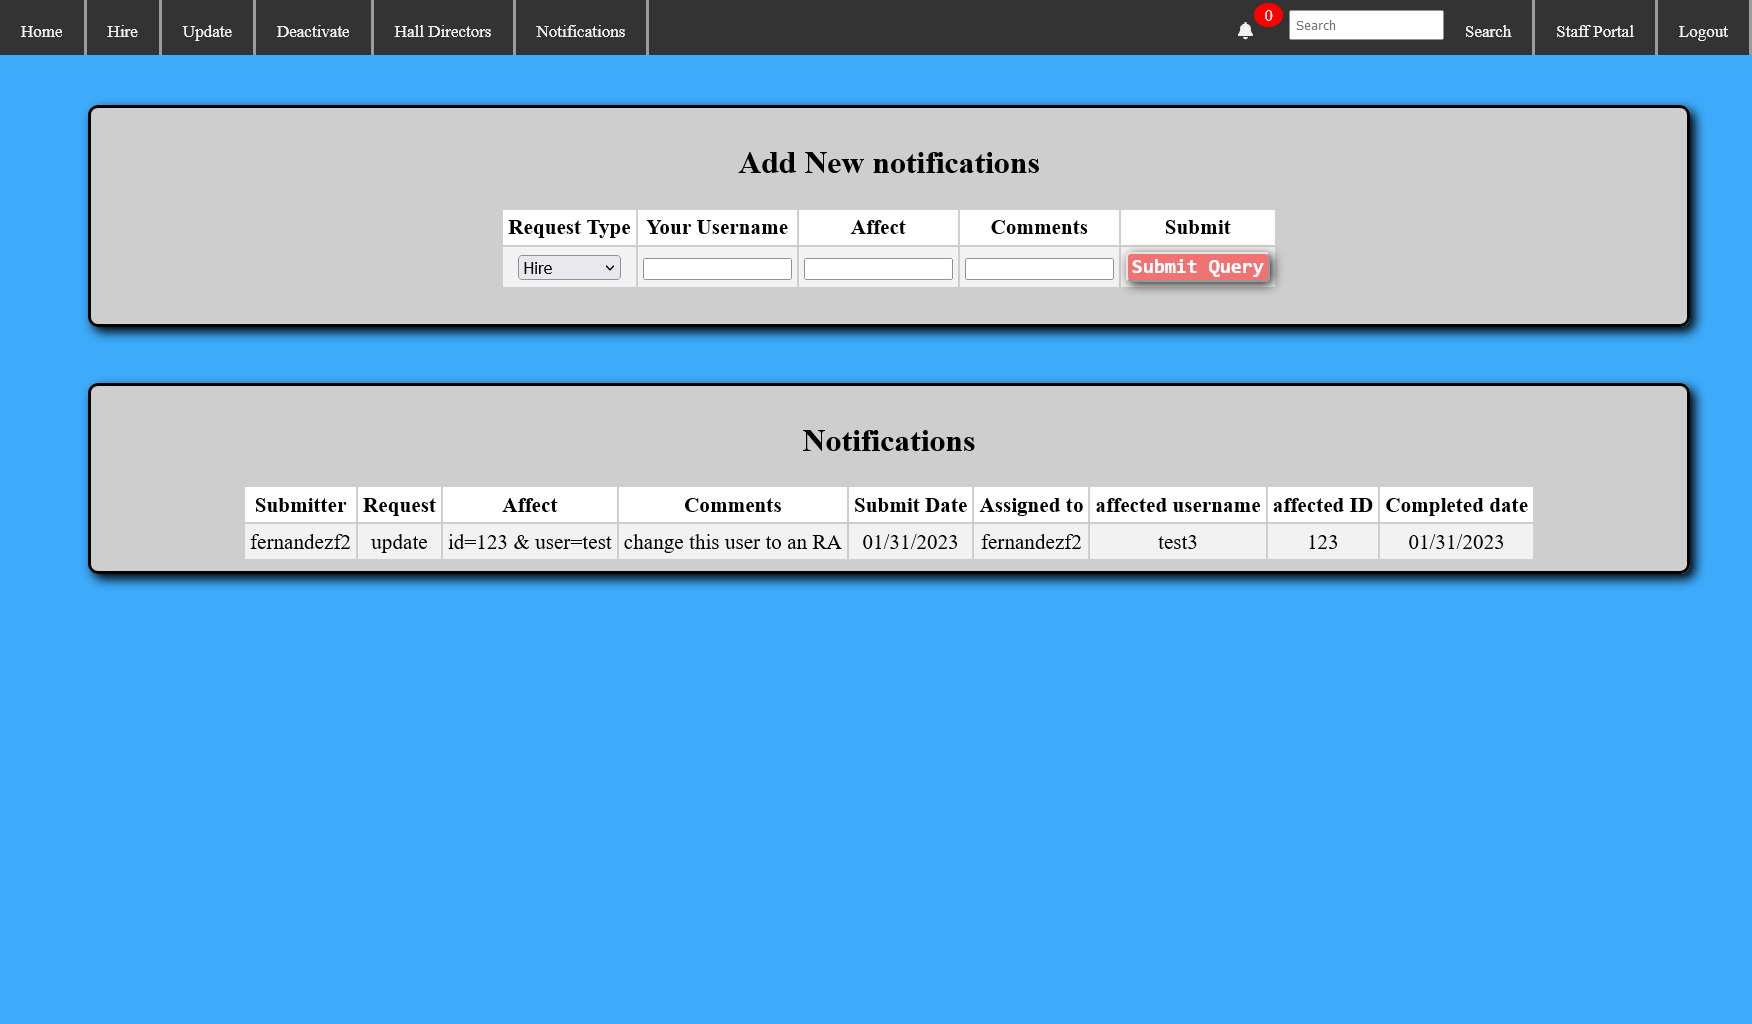 Home Hire Update Deactivate Hall Directors Notifications 0 Search Search Staff Portal Logout
Add New notifications
Request Type Your Username Affect Comments Submit
Hire Submit Query
Notifications
Submitter Request Affect Comments Submit Date Assigned to affected username affected ID Completed date
fernandezf2 update id=123 & user=test change this user to an RA 01/31/2023 fernandezf2 test3 123 01/31/2023